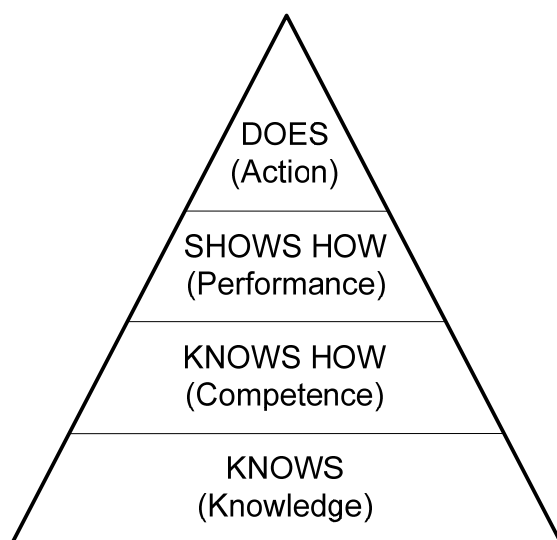 DOES
(Action)
SHOWS HOW
(Performance)
KNOWS HOW
(Competence)
KNOWS
(Knowledge)